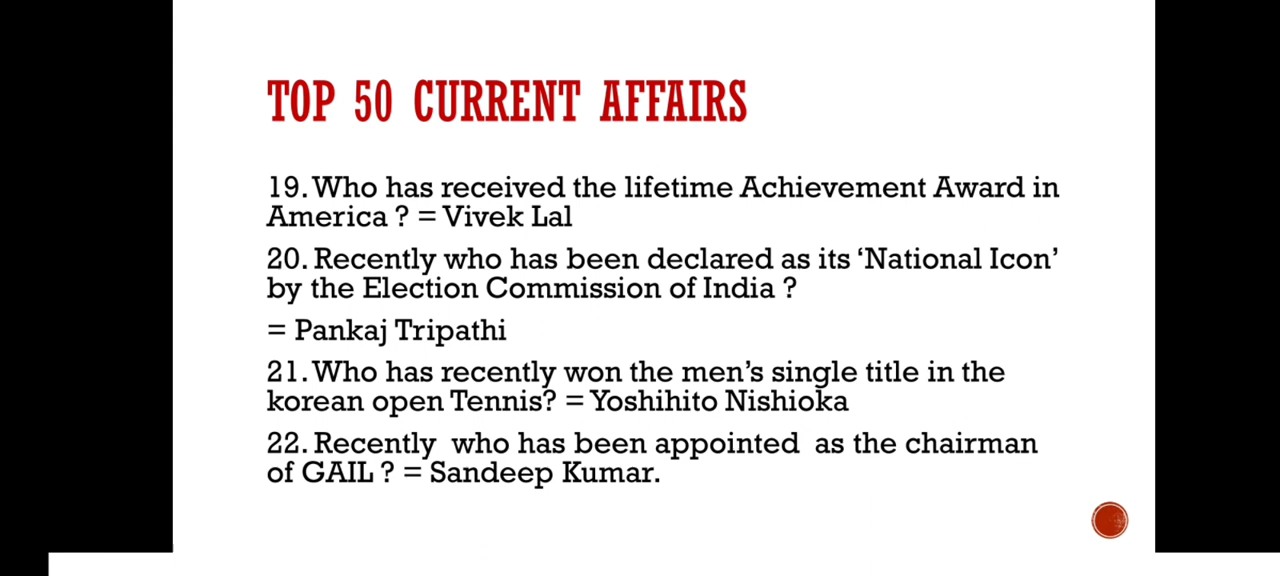 TOP 50 CURRENT AFFAIRS
19. Who has received the lifetime Achievement Award in
America ? = Vivek Lal
20. Recently who has been declared as its ‘National Icon’
by the Election Commission of India ?
= Pankaj Tripathi
21. Who has recently won the men’s single title in the
korean open Tennis? = Yoshihito Nishioka
22. Recently who has been appointed as the chairman
of GAIL ? = Sandeep Kumar.